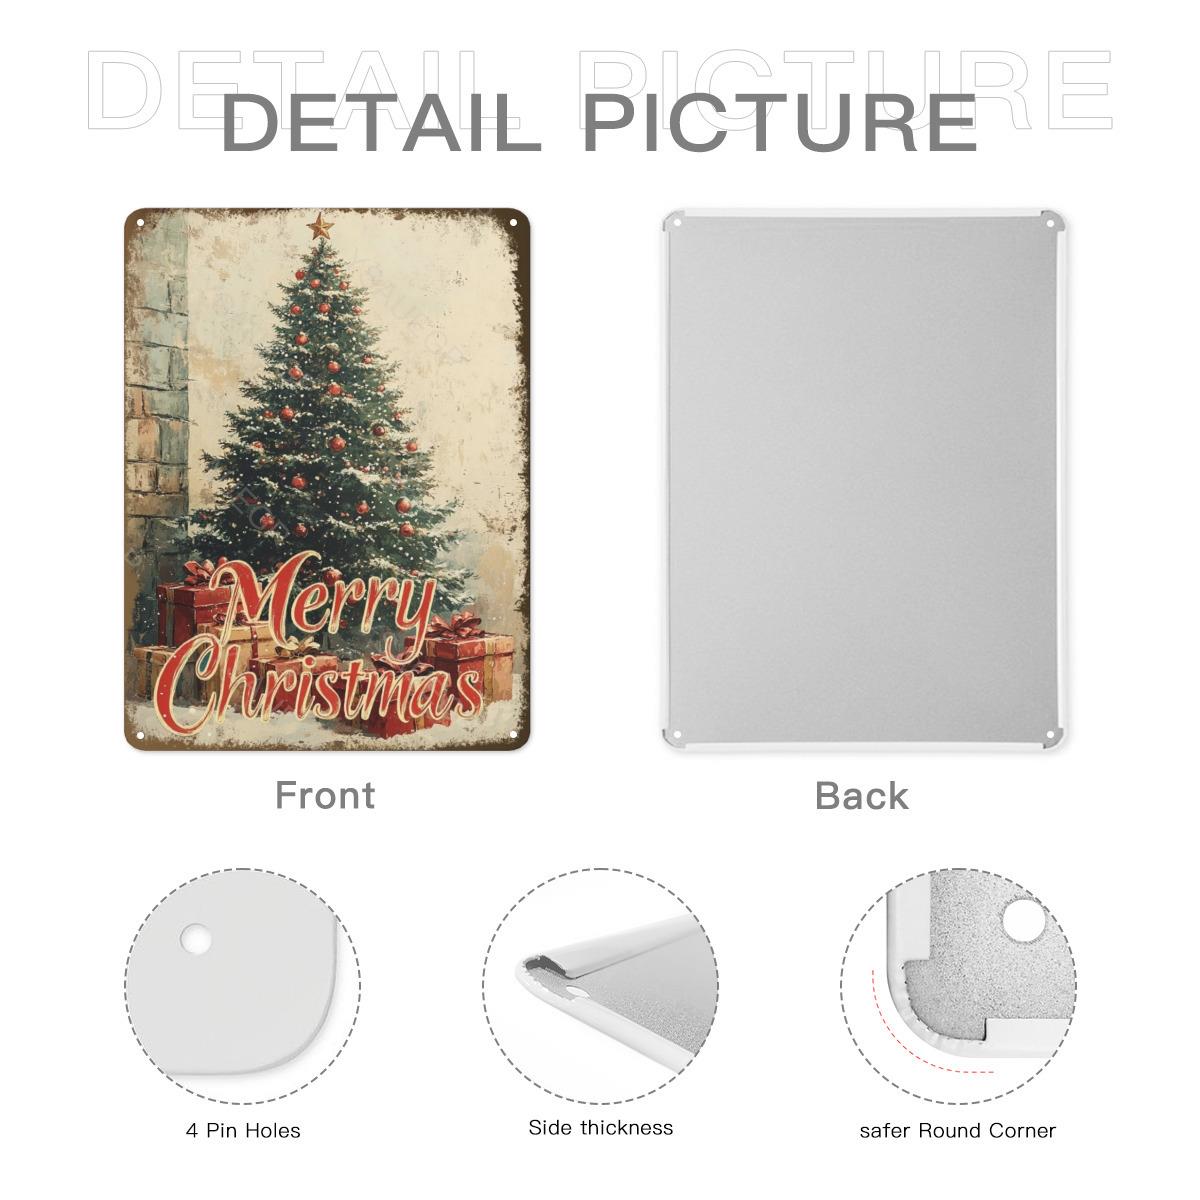 DETAIL PICTURE
DETAIL PICTURE
Merry
Christmas
Front
Back
4 Pin Holes
Side thickness
safer Round Corner